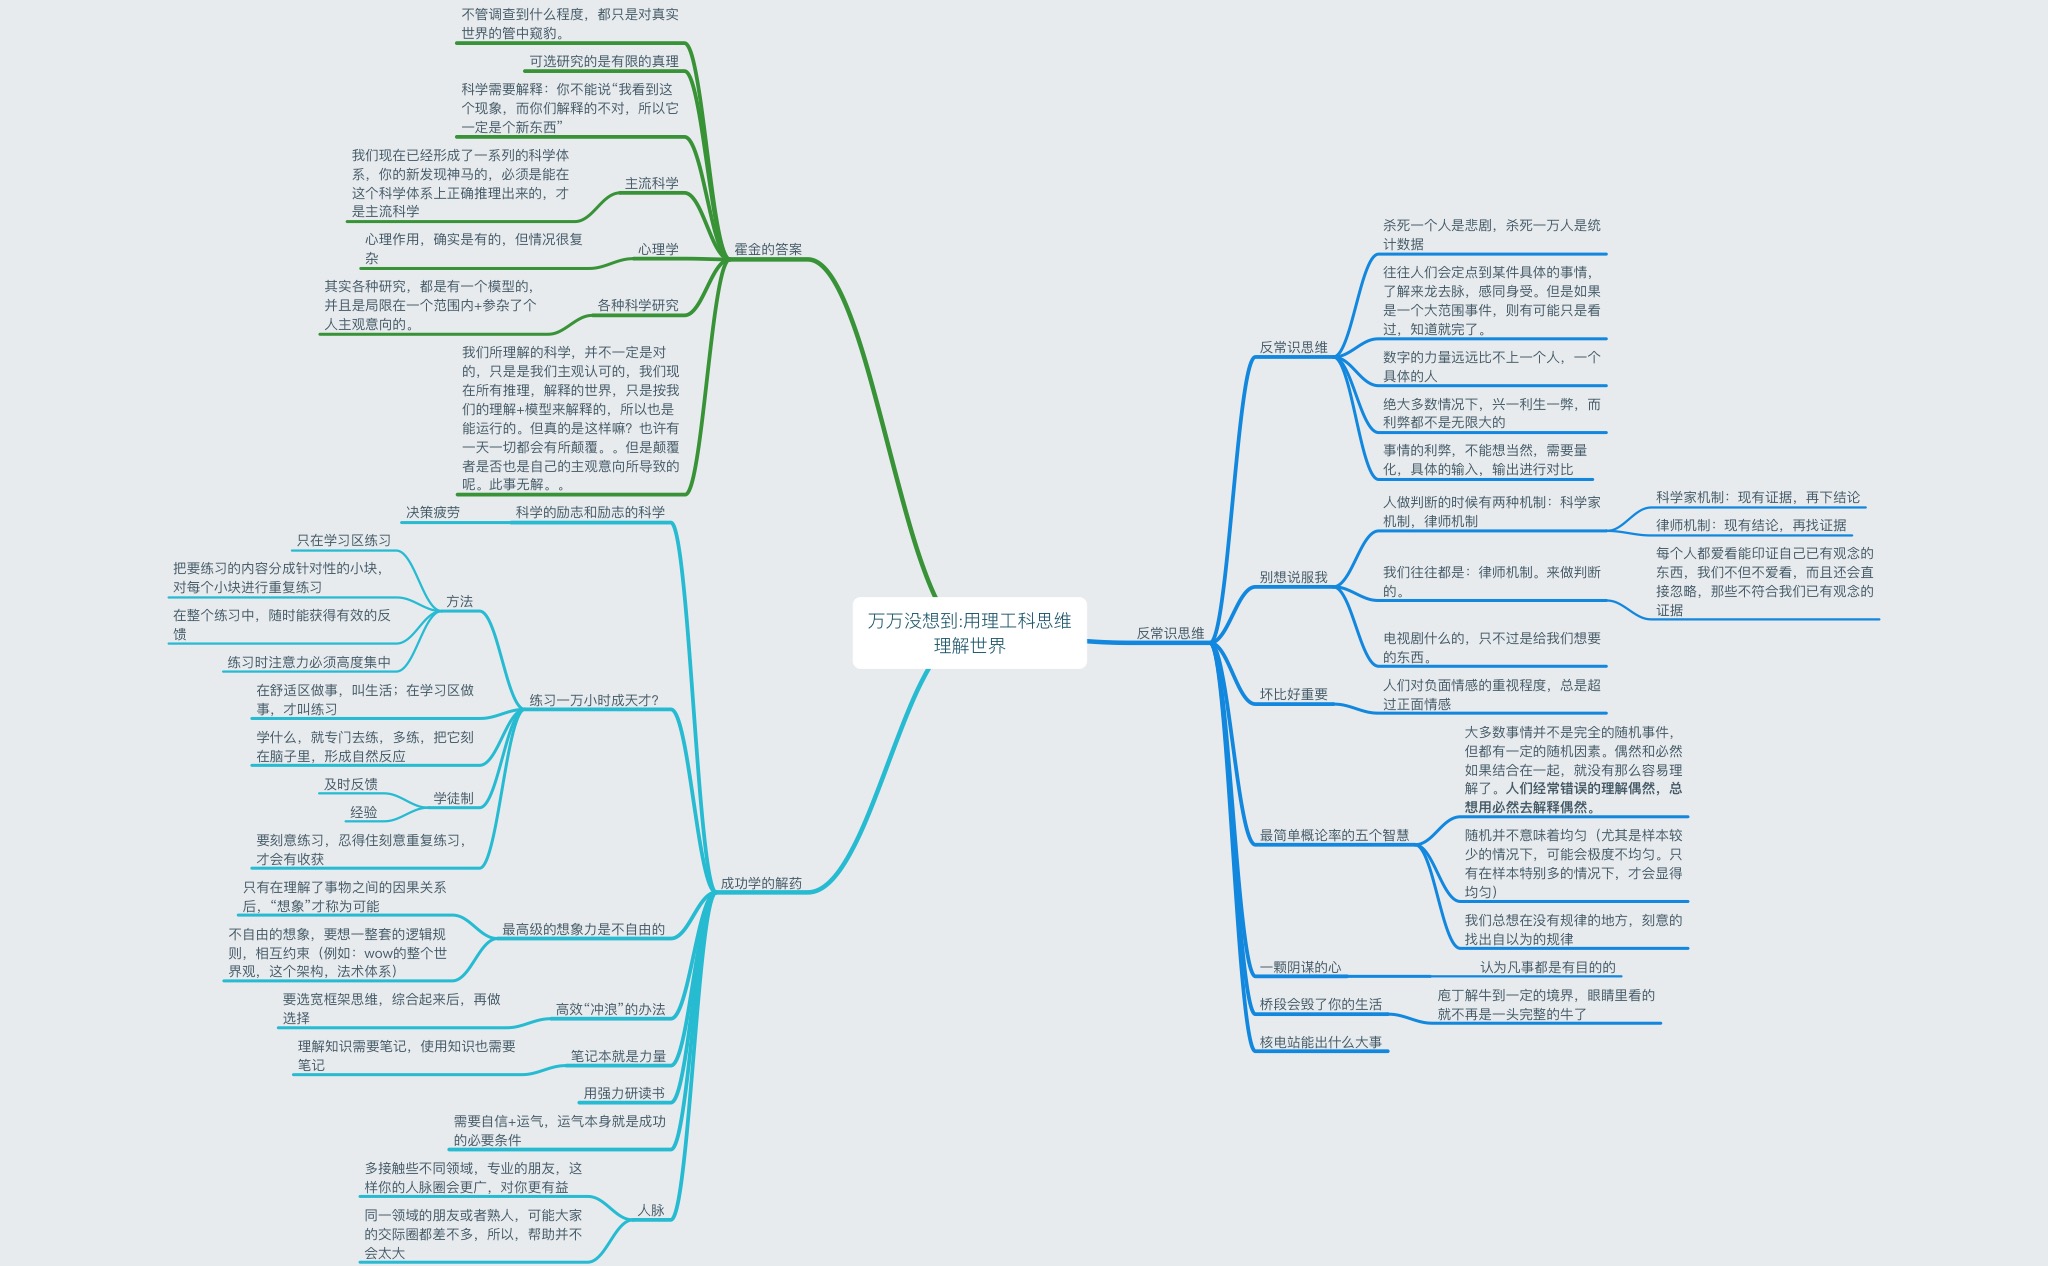 万万没想到:用理工科思维
理解世界
反常识思维
反常识思维
杀死一个人是悲剧，杀死一万人是统
计数据
往往人们会定点到某件具体的事情，
了解来龙去脉，感同身受。但是如果
是一个大范围事件，则有可能只是看
过，知道就完了。
数字的力量远远比不上一个人，一个
具体的人
绝大多数情况下，兴一利生一弊，而
利弊都不是无限大的
事情的利弊，不能想当然，需要量
化，具体的输入，输出进行对比
别想说服我
人做判断的时候有两种机制：科学家
机制，律师机制
科学家机制：现有证据，再下结论
律师机制：现有结论，再找证据
我们往往都是：律师机制。来做判断
的。
每个人都爱看能印证自己已有观念的
东西，我们不但不爱看，而且还会直
接忽略，那些不符合我们已有观念的
证据
电视剧什么的，只不过是给我们想要
的东西。
坏比好重要
人们对负面情感的重视程度，总是超
过正面情感
最简单概论率的五个智慧
大多数事情并不是完全的随机事件，
但都有一定的随机因素。偶然和必然
如果结合在一起，就没有那么容易理
解了。人们经常错误的理解偶然，总
想用必然去解释偶然。
随机并不意味着均匀（尤其是样本较
少的情况下，可能会极度不均匀。只
有在样本特别多的情况下，才会显得
均匀）
我们总想在没有规律的地方，刻意的
找出自以为的规律
一颗阴谋的心
认为凡事都是有目的的
桥段会毁了你的生活
庖丁解牛到一定的境界，眼睛里看的
就不再是一头完整的牛了
核电站能出什么大事
霍金的答案
不管调查到什么程度，都只是对真实
世界的管中窥豹。
可选研究的是有限的真理
科学需要解释：你不能说“我看到这
个现象，而你们解释的不对，所以它
一定是个新东西”
主流科学
我们现在已经形成了一系列的科学体
系，你的新发现神马的，必须是能在
这个科学体系上正确推理出来的，才
是主流科学
心理学
心理作用，确实是有的，但情况很复
杂
各种科学研究
其实各种研究，都是有一个模型的，
并且是局限在一个范围内+参杂了个
人主观意向的。
我们所理解的科学，并不一定是对
的，只是是我们主观认可的，我们现
在所有推理，解释的世界，只是按我
们的理解+模型来解释的，所以也是
能运行的。但真的是这样嘛？也许有
一天一切都会有所颠覆。。但是颠覆
者是否也是自己的主观意向所导致的
呢。此事无解。。
成功学的解药
科学的励志和励志的科学
决策疲劳
练习一万小时成天才？
方法
只在学习区练习
把要练习的内容分成针对性的小块，
对每个小块进行重复练习
在整个练习中，随时能获得有效的反
馈
练习时注意力必须高度集中
在舒适区做事，叫生活；在学习区做
事，才叫练习
学什么，就专门去练，多练，把它刻
在脑子里，形成自然反应
学徒制
及时反馈
经验
要刻意练习，忍得住刻意重复练习，
才会有收获
最高级的想象力是不自由的
只有在理解了事物之间的因果关系
后，“想象”才称为可能
不自由的想象，要想一整套的逻辑规
则，相互约束（例如：wow的整个世
界观，这个架构，法术体系）
高效“冲浪”的办法
要选宽框架思维，综合起来后，再做
选择
笔记本就是力量
理解知识需要笔记，使用知识也需要
笔记
用强力研读书
需要自信+运气，运气本身就是成功
的必要条件
人脉
多接触些不同领域，专业的朋友，这
样你的人脉圈会更广，对你更有益
同一领域的朋友或者熟人，可能大家
的交际圈都差不多，所以，帮助并不
会太大